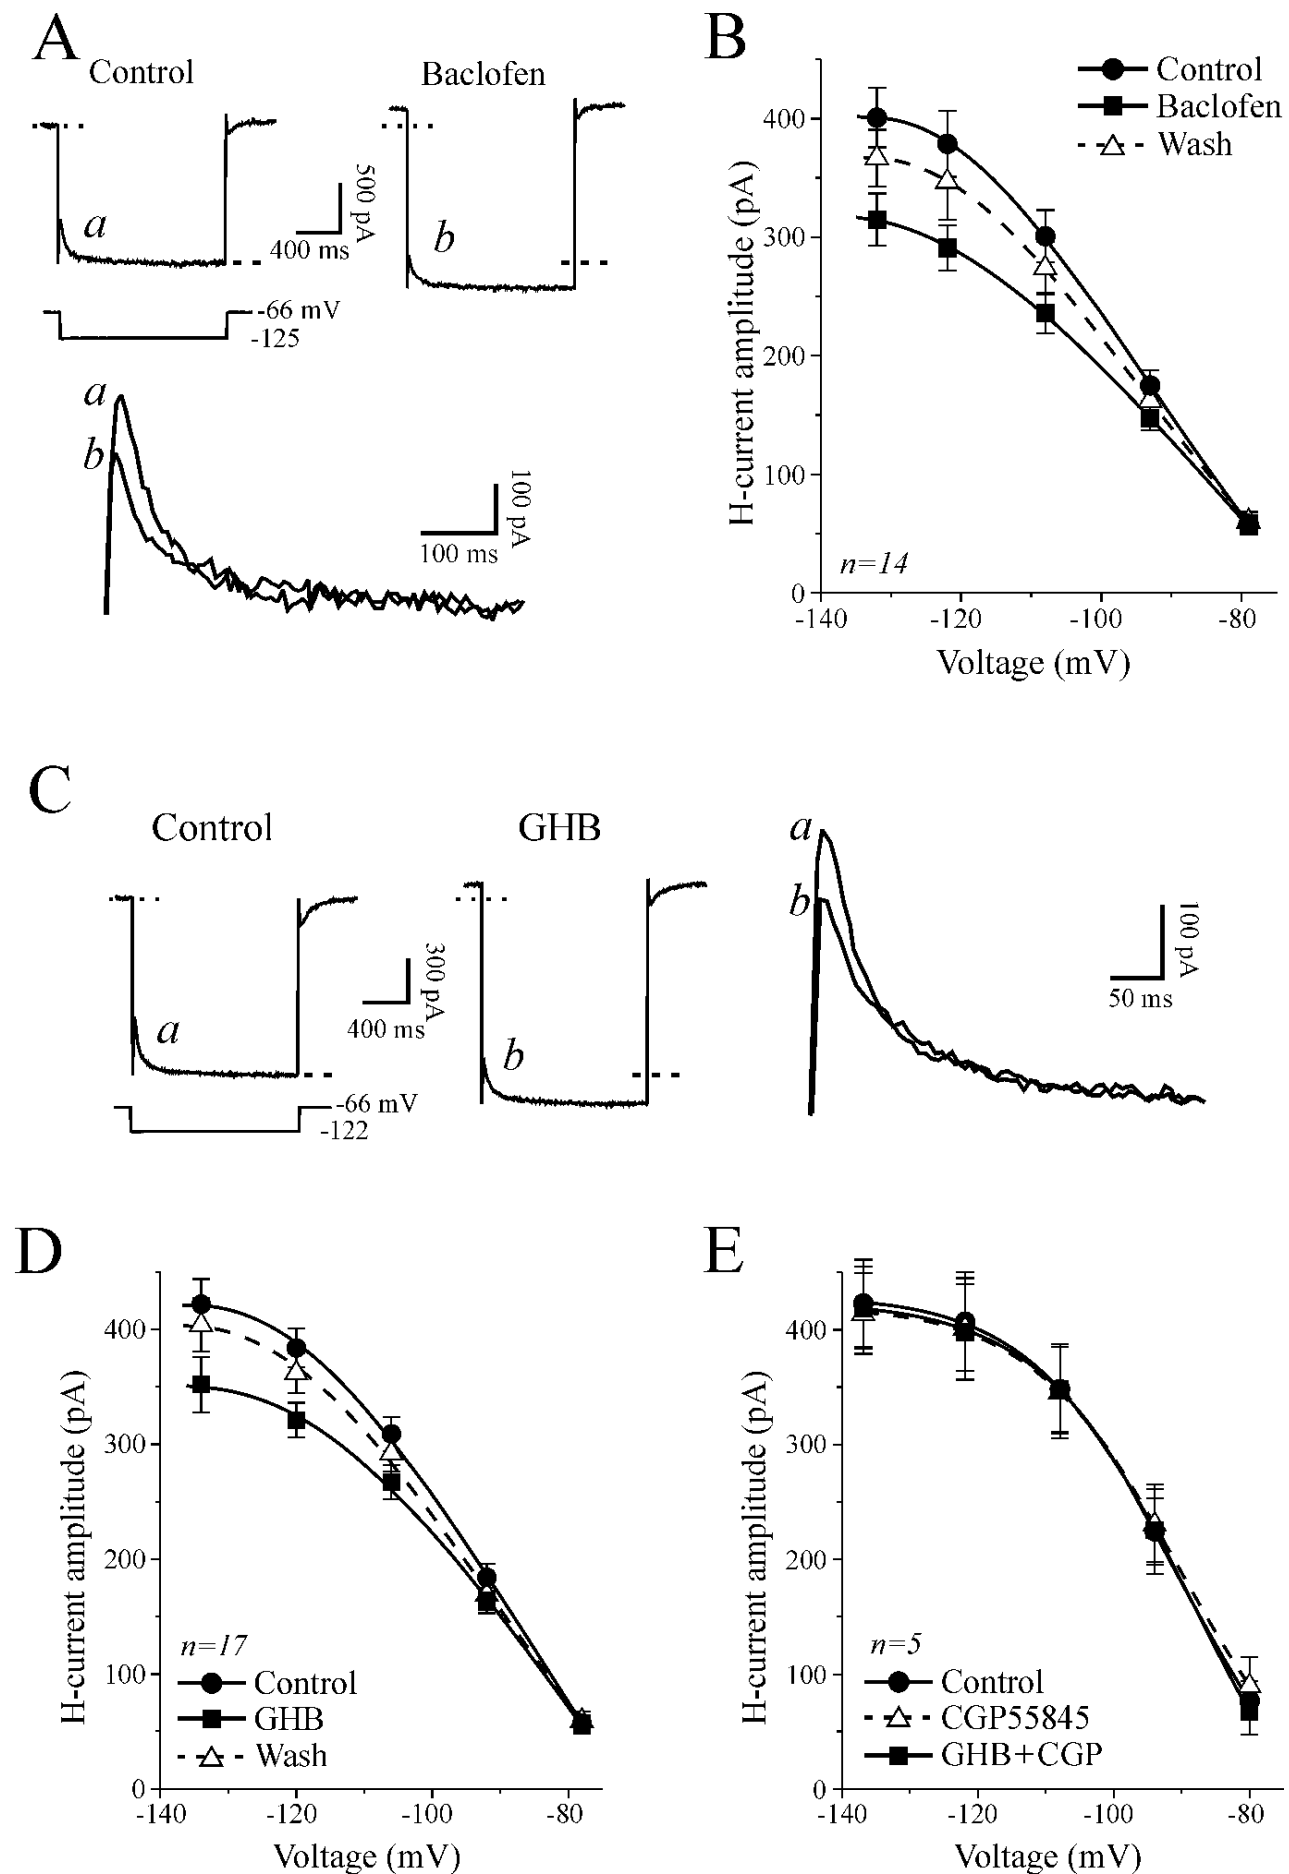 A
Control
Baclofen
a
b
500 pA
400 ms
-66 mV
-125
a
b
100 pA
100 ms
B
Control
Baclofen
Wash
H-current amplitude (pA)
400
300
200
100
0
n=14
-140
-120
-100
-80
Voltage (mV)
C
Control
GHB
a
b
300 pA
400 ms
-66 mV
-122
a
b
100 pA
50 ms
D
H-current amplitude (pA)
400
300
200
100
0
n=17
Control
GHB
Wash
-140
-120
-100
-80
Voltage (mV)
E
H-current amplitude (pA)
400
300
200
100
0
n=5
Control
CGP55845
GHB+CGP
-140
-120
-100
-80
Voltage (mV)